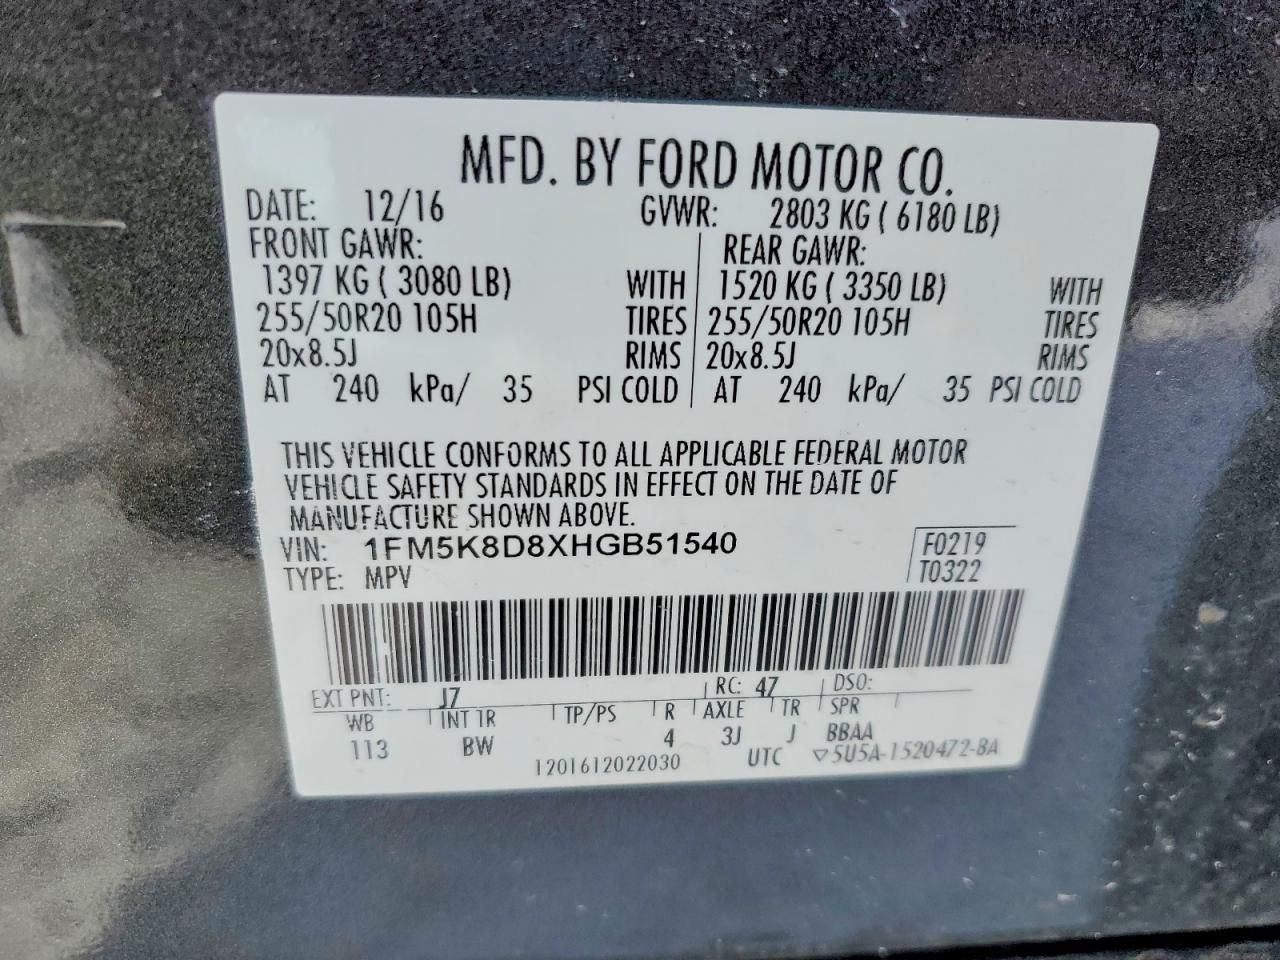 MFD. BY FORD MOTOR CO.
DATE: 12/16 GVWR: 2803 KG ( 6180 LB)
FRONT GAWR: REAR GAWR:
1397 KG ( 3080 LB) WITH 1520 KG ( 3350 LB) WITH
255/50R20 105H TIRES 255/50R20 105H TIRES
20x8.5J RIMS 20x8.5J RIMS
AT 240 kPa/ 35 PSI COLD AT 240 kPa/ 35 PSI COLD
THIS VEHICLE CONFORMS TO ALL APPLICABLE FEDERAL MOTOR
VEHICLE SAFETY STANDARDS IN EFFECT ON THE DATE OF
MANUFACTURE SHOWN ABOVE.
VIN: 1FM5K8D8XHGB51540 F0219
TYPE: MPV T0322
EXT PNT: J7 RC: 47 DSO:
WB INT TR TP/PS R AXLE TR SPR
113 BW 4 3J J BBAA
1201612022030 UTC ▽5U5A-1520472-BA